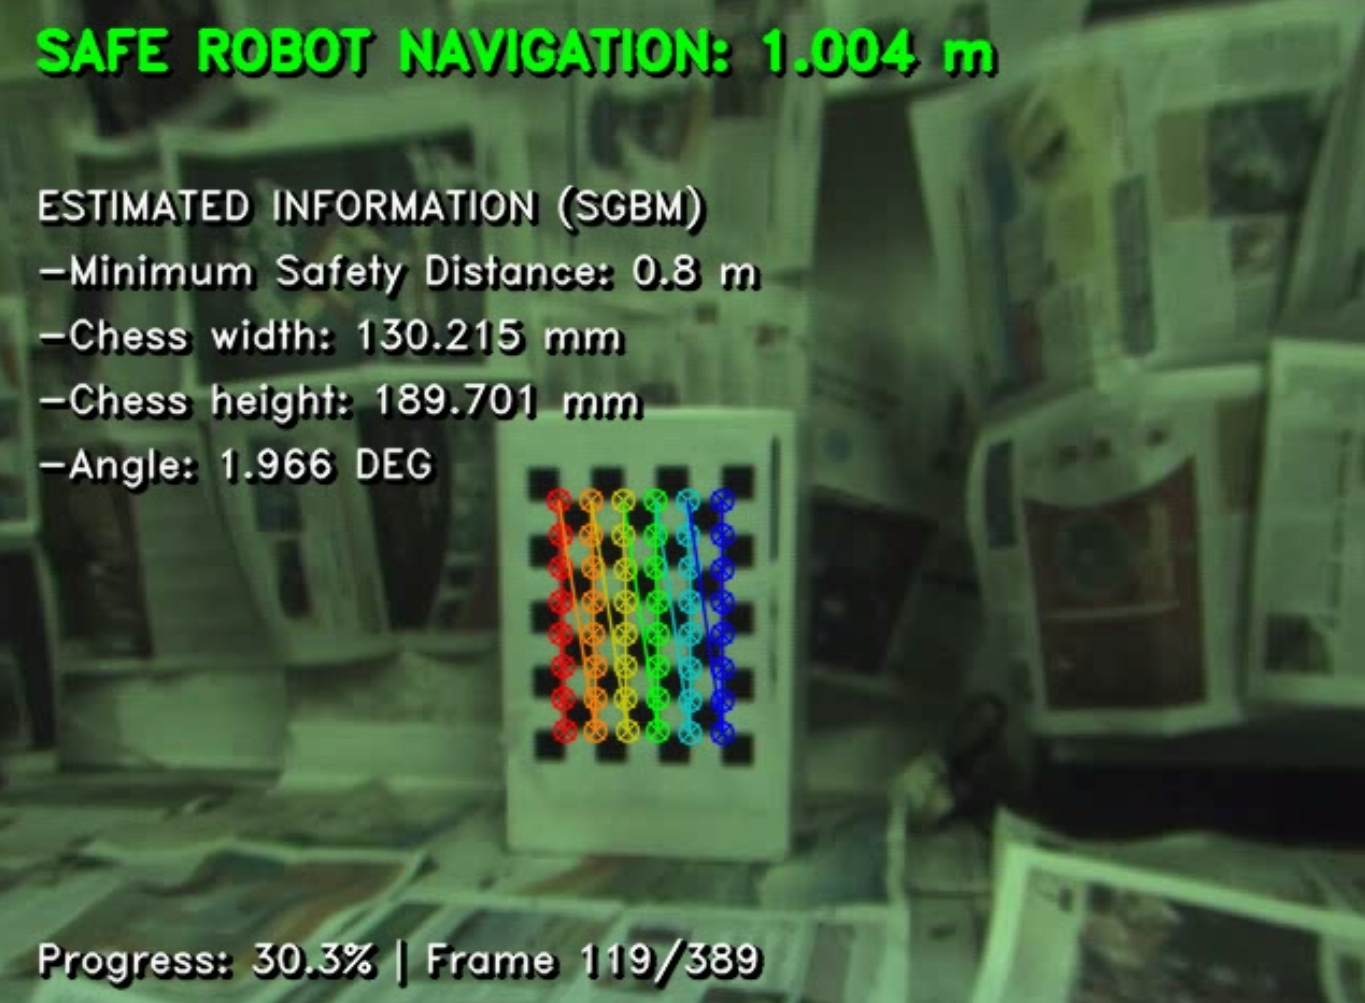 SAFE ROBOT NAVIGATION: 1.004 m
ESTIMATED INFORMATION (SGBM)
-Minimum Safety Distance: 0.8 m
-Chess width: 130.215 mm
-Chess height: 189.701 mm
-Angle: 1.966 DEG
Progress: 30.3% | Frame 119/389